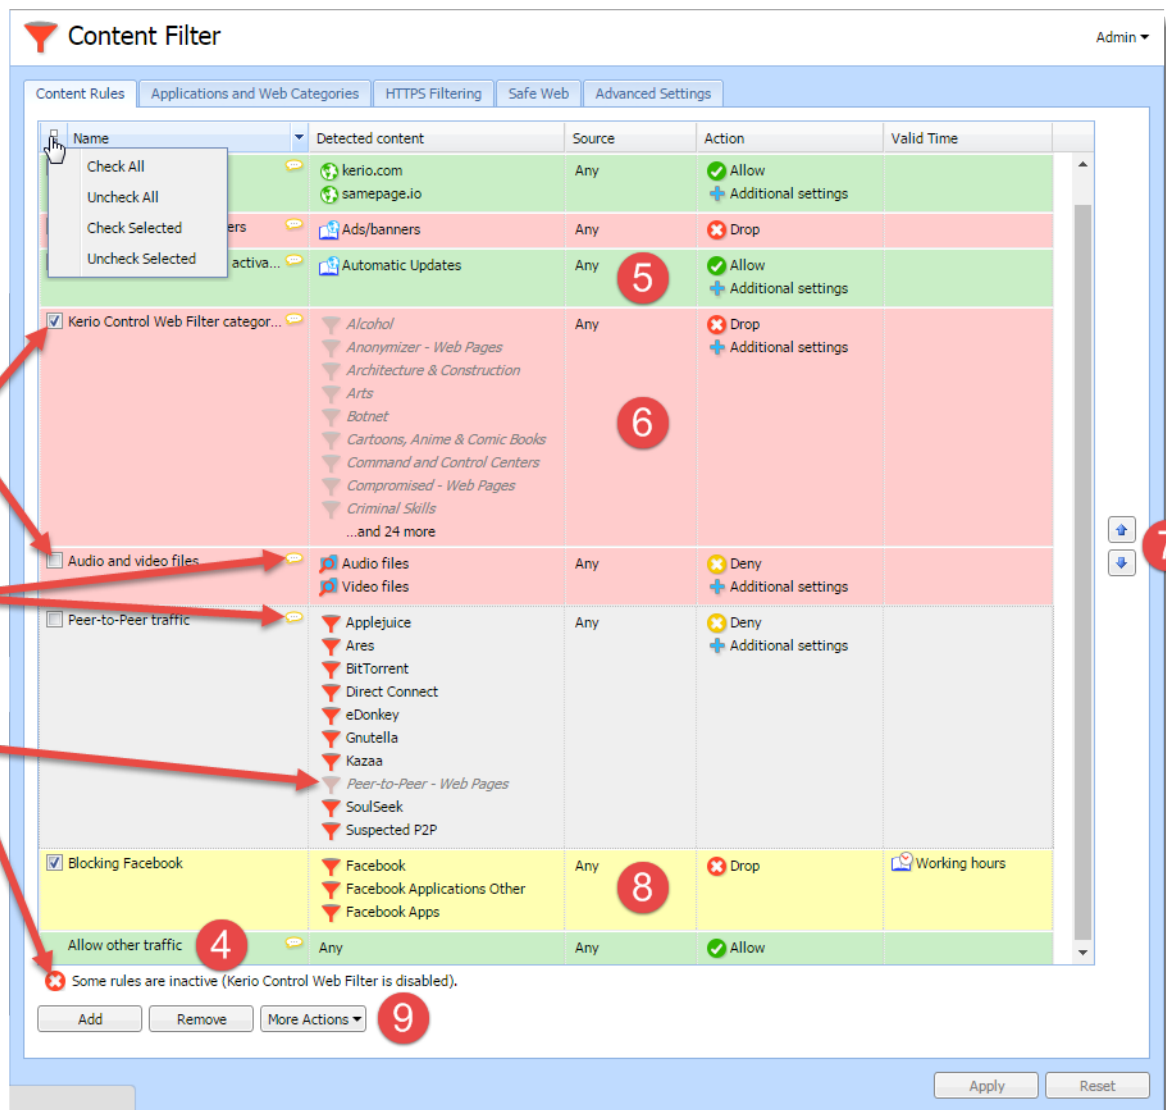 Content Filter
Admin
Content Rules Applications and Web Categories HTTPS Filtering Safe Web Advanced Settings
Name Detected content Source Action Valid Time
Check All
Uncheck All
Check Selected
Uncheck Selected
kerio.com Any Allow
samepage.io Additional settings
ers Ads/banners Any Drop
activa... Automatic Updates Any Allow
5
Additional settings
Kerio Control Web Filter categor... Alcohol Any Drop
Anonymizer - Web Pages Additional settings
Architecture & Construction
Arts
Botnet
6
Cartoons, Anime & Comic Books
Command and Control Centers
Compromised - Web Pages
Criminal Skills
...and 24 more
7
Audio and video files Audio files Any Deny
Video files Additional settings
Peer-to-Peer traffic Applejuice Any Deny
Ares Additional settings
BitTorrent
Direct Connect
eDonkey
Gnutella
Kazaa
Peer-to-Peer - Web Pages
SoulSeek
Suspected P2P
Blocking Facebook Facebook Any Drop Working hours
Facebook Applications Other
8
Facebook Apps
Allow other traffic 4 Any Any Allow
Some rules are inactive (Kerio Control Web Filter is disabled).
Add Remove More Actions 9
Apply Reset